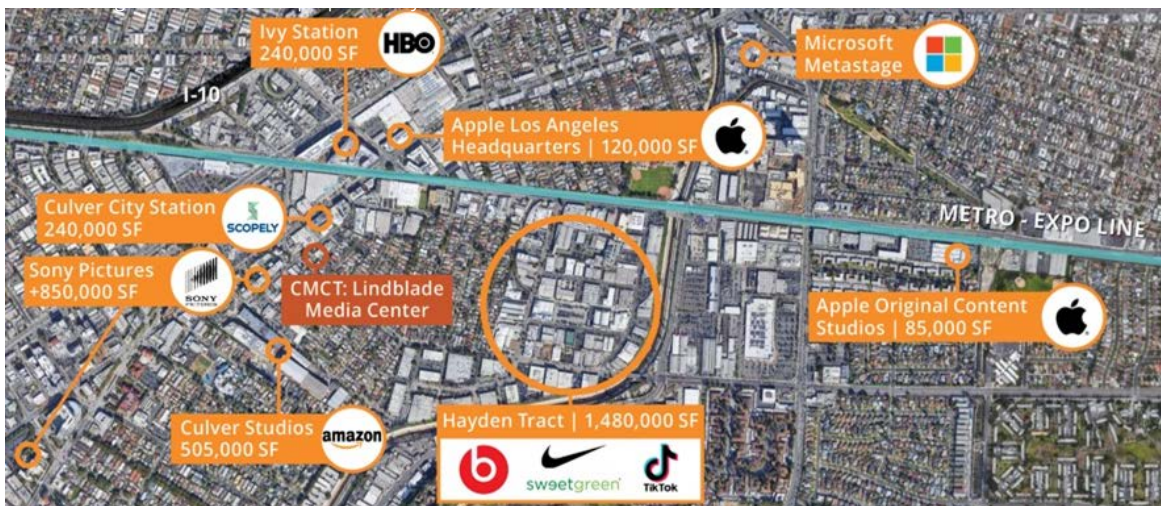 Ivy Station
240,000 SF
HBO
Microsoft
Metastage
I-10
Apple Los Angeles
Headquarters | 120,000 SF
Culver City Station
240,000 SF
SCOPELY
METRO - EXPO LINE
Sony Pictures
+850,000 SF
SONY
PICTURES
CMCT: Lindblade
Media Center
Apple Original Content
Studios | 85,000 SF
Culver Studios
505,000 SF
amazon
Hayden Tract | 1,480,000 SF
b
sweetgreen
TikTok